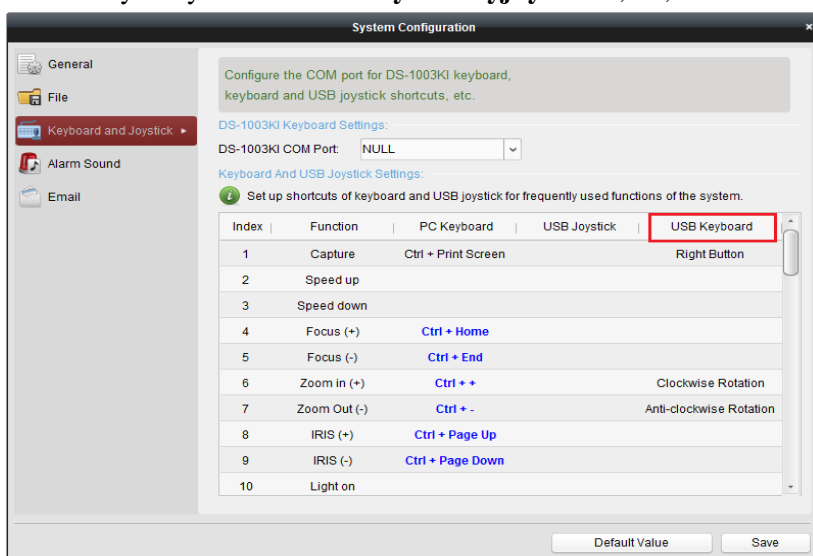 System Configuration ×
General
File
Keyboard and Joystick
Alarm Sound
Email
Configure the COM port for DS-1003KI keyboard,
keyboard and USB joystick shortcuts, etc.
DS-1003KI Keyboard Settings:
DS-1003KI COM Port: NULL
Keyboard And USB Joystick Settings:
Set up shortcuts of keyboard and USB joystick for frequently used functions of the system.
Index Function PC Keyboard USB Joystick USB Keyboard
1 Capture Ctrl + Print Screen Right Button
2 Speed up
3 Speed down
4 Focus (+) Ctrl + Home
5 Focus (-) Ctrl + End
6 Zoom in (+) Ctrl + + Clockwise Rotation
7 Zoom Out (-) Ctrl + - Anti-clockwise Rotation
8 IRIS (+) Ctrl + Page Up
9 IRIS (-) Ctrl + Page Down
10 Light on
Default Value Save